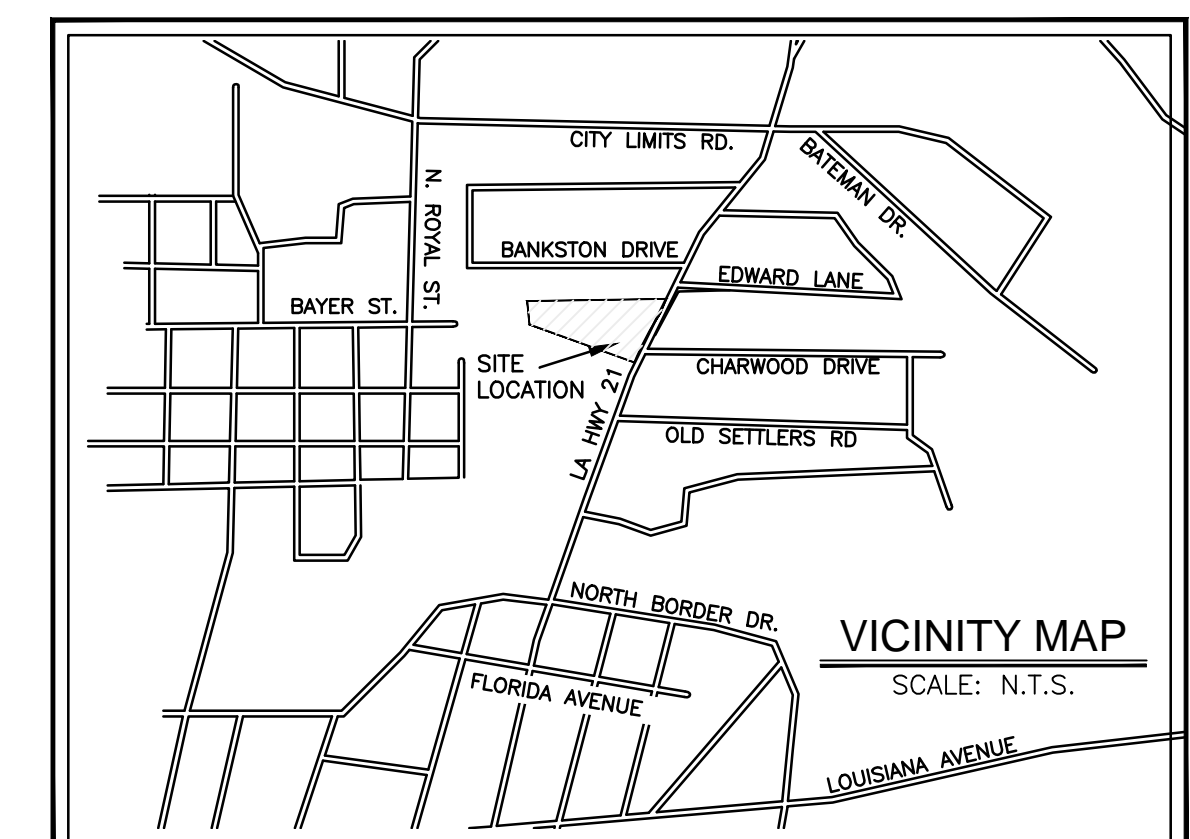 CITY LIMITS RD.
BATEMAN DR.
N. ROYAL ST.
BANKSTON DRIVE
EDWARD LANE
BAYER ST.
SITE
LOCATION
CHARWOOD DRIVE
LA HWY 21
OLD SETTLERS RD
NORTH BORDER DR.
VICINITY MAP
SCALE: N.T.S.
FLORIDA AVENUE
LOUISIANA AVENUE